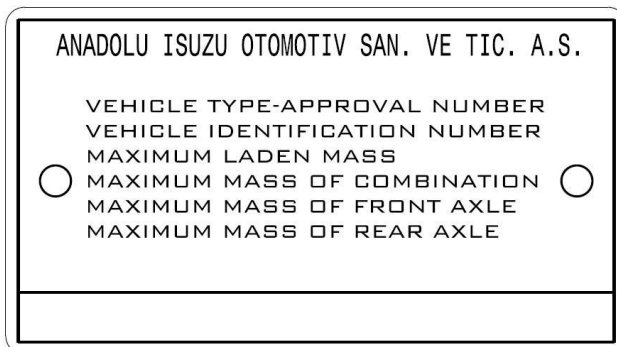 ANADOLU ISUZU OTOMOTIV SAN. VE TIC. A.S.
VEHICLE TYPE-APPROVAL NUMBER
VEHICLE IDENTIFICATION NUMBER
MAXIMUM LADEN MASS
MAXIMUM MASS OF COMBINATION
MAXIMUM MASS OF FRONT AXLE
MAXIMUM MASS OF REAR AXLE